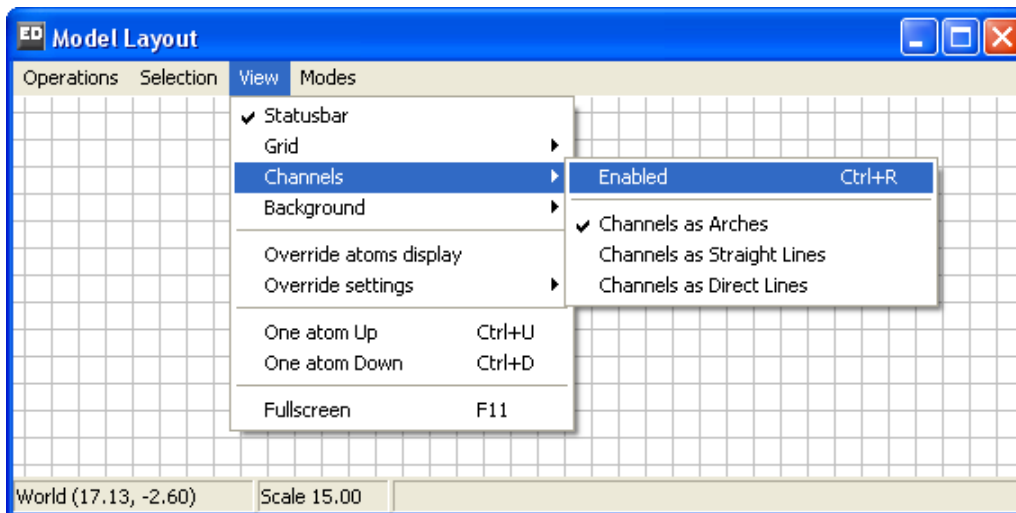 ED Model Layout
Operations Selection View Modes
Statusbar
Grid
Channels
Background
Override atoms display
Override settings
One atom Up Ctrl+U
One atom Down Ctrl+D
Fullscreen F11
Enabled Ctrl+R
Channels as Arches
Channels as Straight Lines
Channels as Direct Lines
World (17.13, -2.60) Scale 15.00